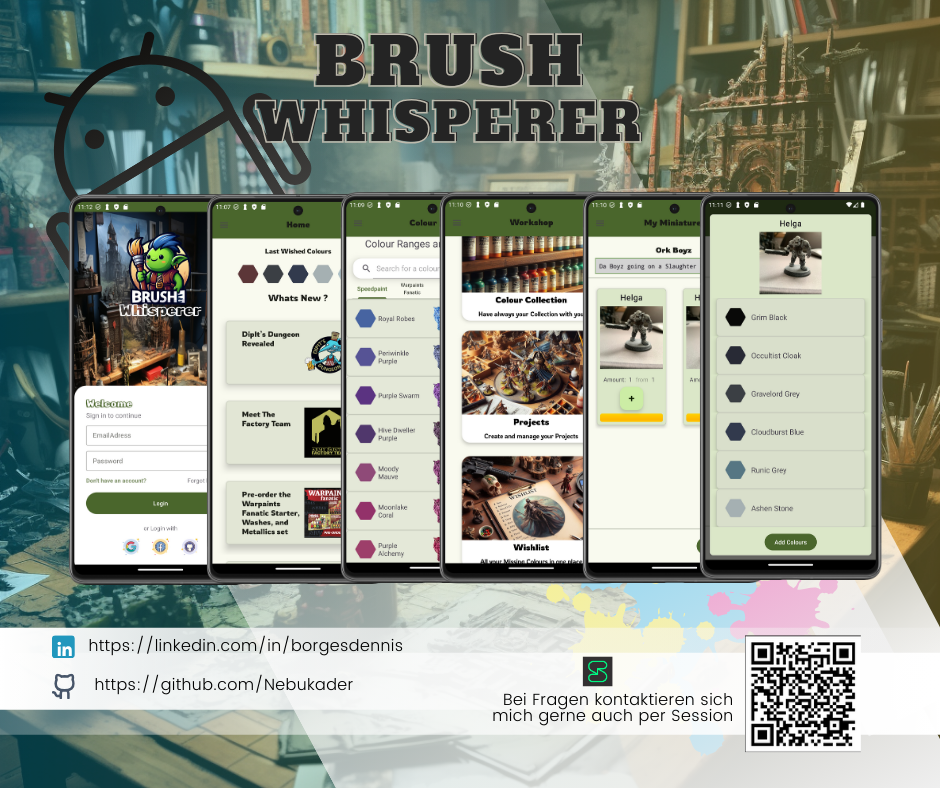 BRUSH
WHISPERER
11:12
BRUSH
Whisperer
Welcome
Sign in to continue
EmailAdress
Password
Don't have an account?
Forgot
Login
or Login with
11:07
Home
Last Wished Colours
Whats New ?
Diplt's Dungeon
Revealed
Meet The
Factory Team
Pre-order the
Warpaints
Fanatic Starter,
Washes, and
Metallics set
WARPAIN
11:09
Colour
Colour Ranges a
Search for a colour
Speedpaint
Warpaints
Fanatic
Royal Robes
Periwinkle
Purple
Purple Swarm
Hive Dweller
Purple
Moody
Mauve
Moonlake
Coral
Purple
Alchemy
11:10
Workshop
Colour Collection
Have always your Collection with you
Projects
Create and manage your Projects
WISHLIST
Wishlist
All your Missing Colours in one place
11:10
My Miniature
Ork Boyz
Da Boyz going on a Slaughter
Helga
Amount: 1 from 1
+
Am
11:11
Helga
Grim Black
Occultist Cloak
Gravelord Grey
Cloudburst Blue
Runic Grey
Ashen Stone
Add Colours
https://linkedin.com/in/borgesdennis
https://github.com/Nebukader
Bei Fragen kontaktieren sich
mich gerne auch per Session